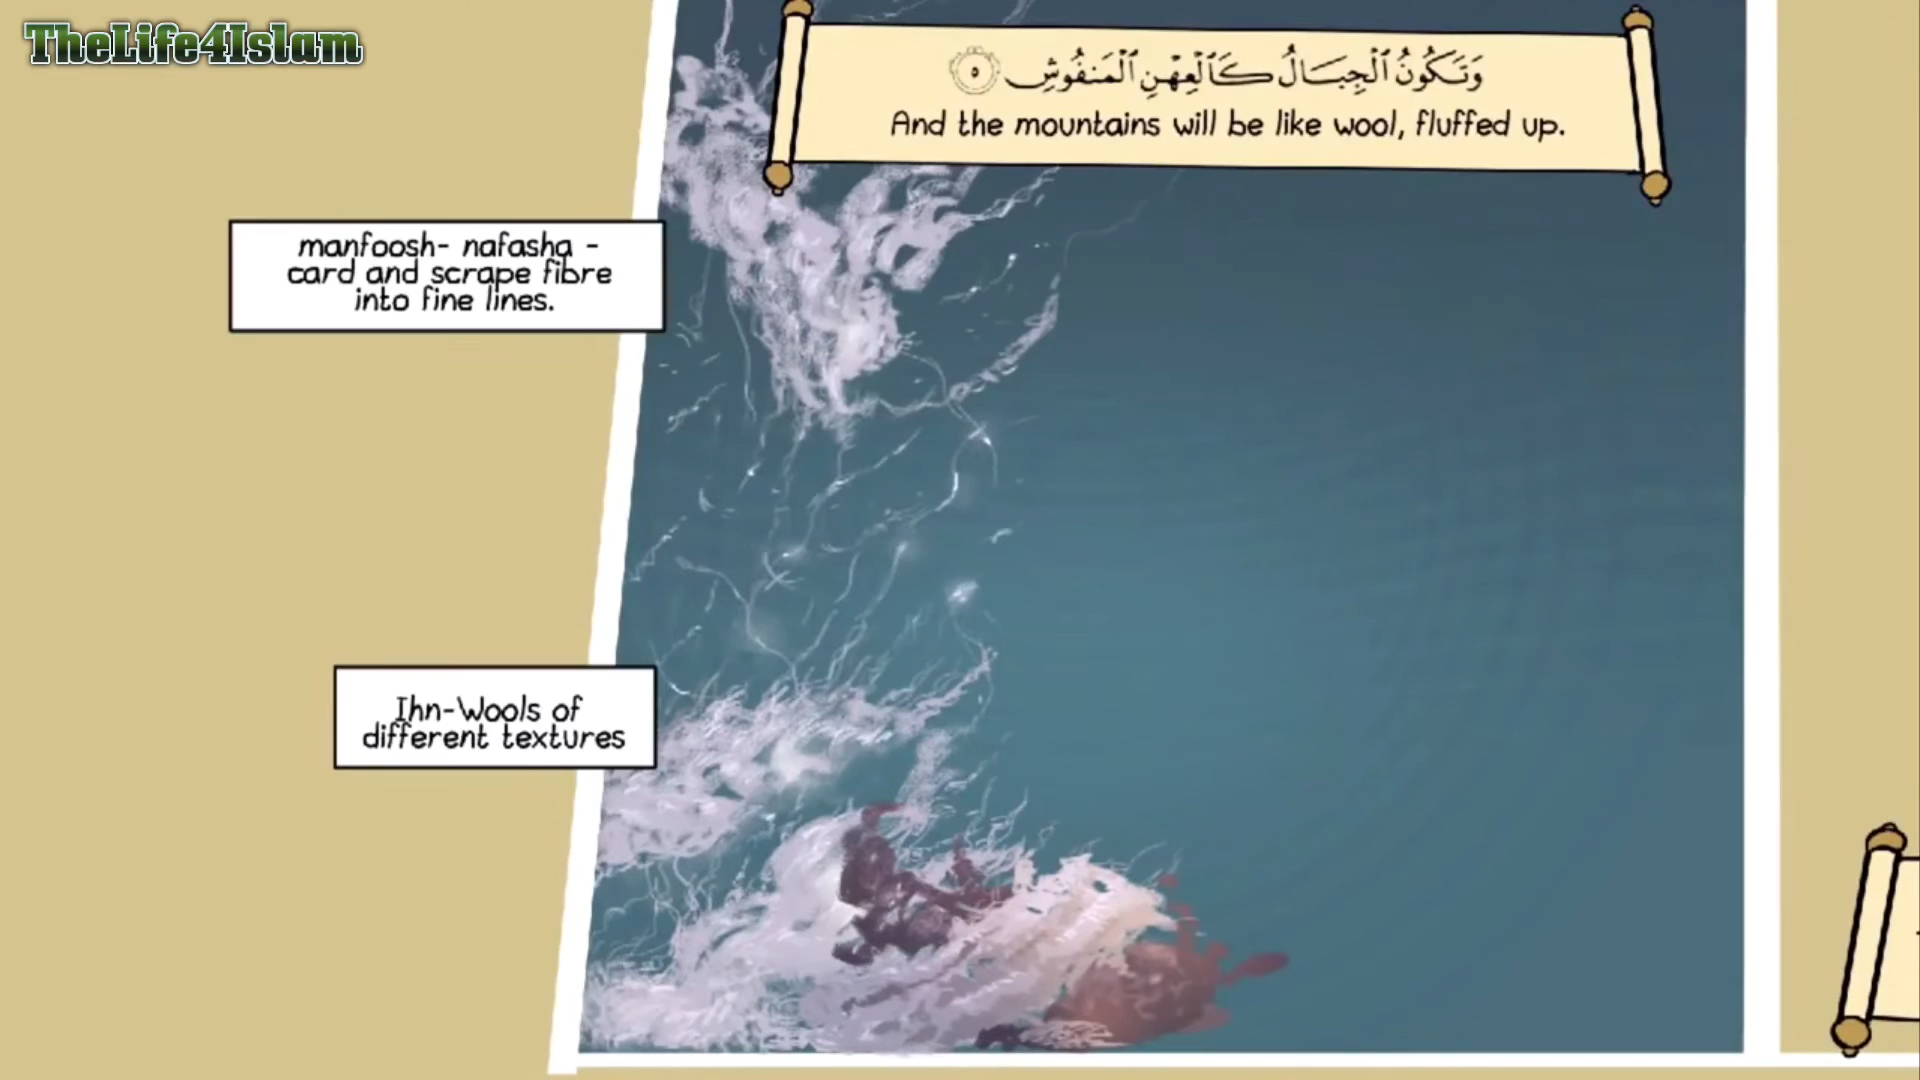 TheLife4Islam
وَتَكُونُ ٱلْجِبَالُ كَٱلْعِهْنِ ٱلْمَنفُوشِ ٥
And the mountains will be like wool, fluffed up.
manfoosh- nafasha -
card and scrape fibre
into fine lines.
Ihn-Wools of
different textures